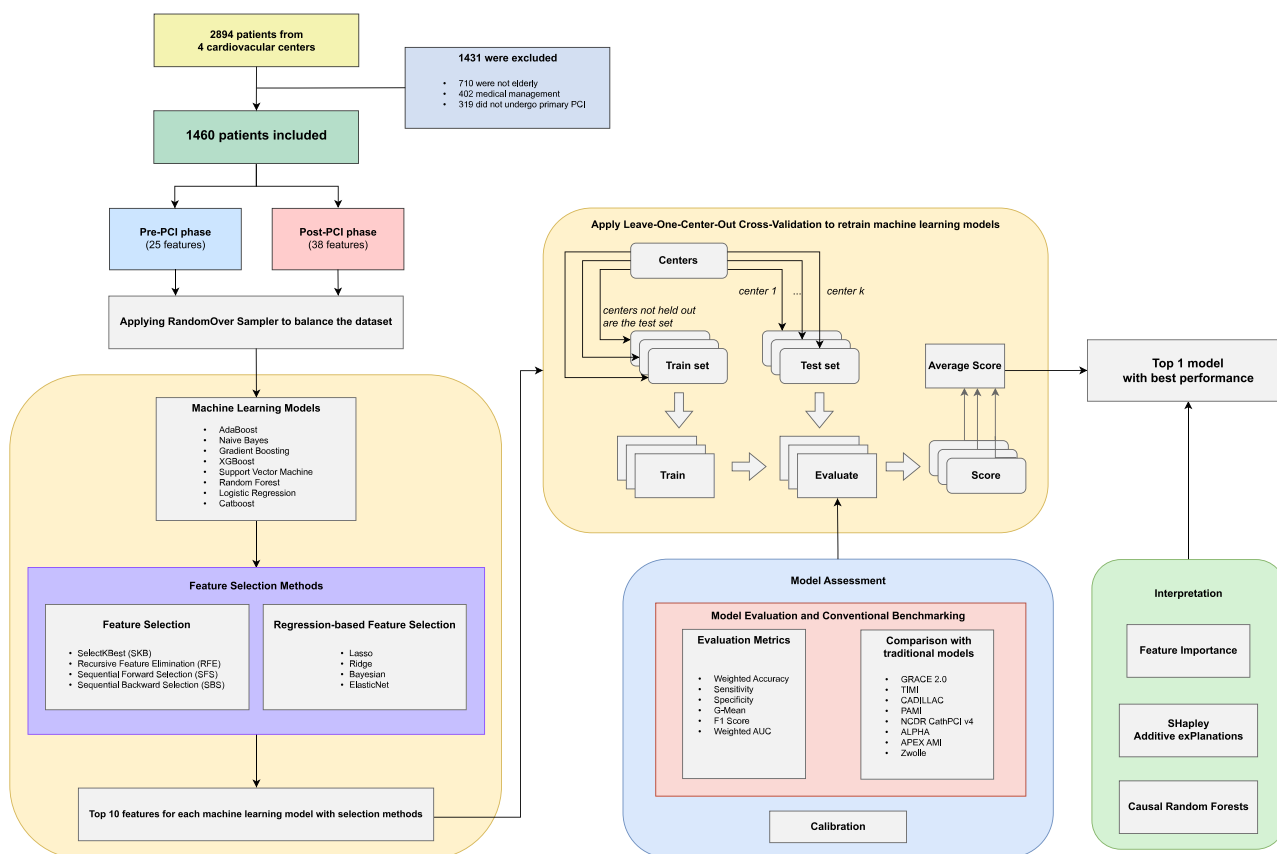 2894 patients from
4 cardiovacular centers
1431 were excluded
• 710 were not elderly
• 402 medical management
• 319 did not undergo primary PCI
1460 patients included
Pre-PCI phase
(25 features)
Post-PCI phase
(38 features)
Applying RandomOver Sampler to balance the dataset
Machine Learning Models
• AdaBoost
• Naive Bayes
• Gradient Boosting
• XGBoost
• Support Vector Machine
• Random Forest
• Logistic Regression
• Catboost
Feature Selection Methods
Feature Selection
• SelectKBest (SKB)
• Recursive Feature Elimination (RFE)
• Sequential Forward Selection (SFS)
• Sequential Backward Selection (SBS)
Regression-based Feature Selection
• Lasso
• Ridge
• Bayesian
• ElasticNet
Top 10 features for each machine learning model with selection methods
Apply Leave-One-Center-Out Cross-Validation to retrain machine learning models
Centers
center 1
...
center k
centers not held out
are the test set
Train set
Test set
Average Score
Train
Evaluate
Score
Top 1 model
with best performance
Model Assessment
Model Evaluation and Conventional Benchmarking
Evaluation Metrics
• Weighted Accuracy
• Sensitivity
• Specificity
• G-Mean
• F1 Score
• Weighted AUC
Comparison with
traditional models
• GRACE 2.0
• TIMI
• CADILLAC
• PAMI
• NCDR CathPCI v4
• ALPHA
• APEX AMI
• Zwolle
Calibration
Interpretation
Feature Importance
SHapley
Additive exPlanations
Causal Random Forests